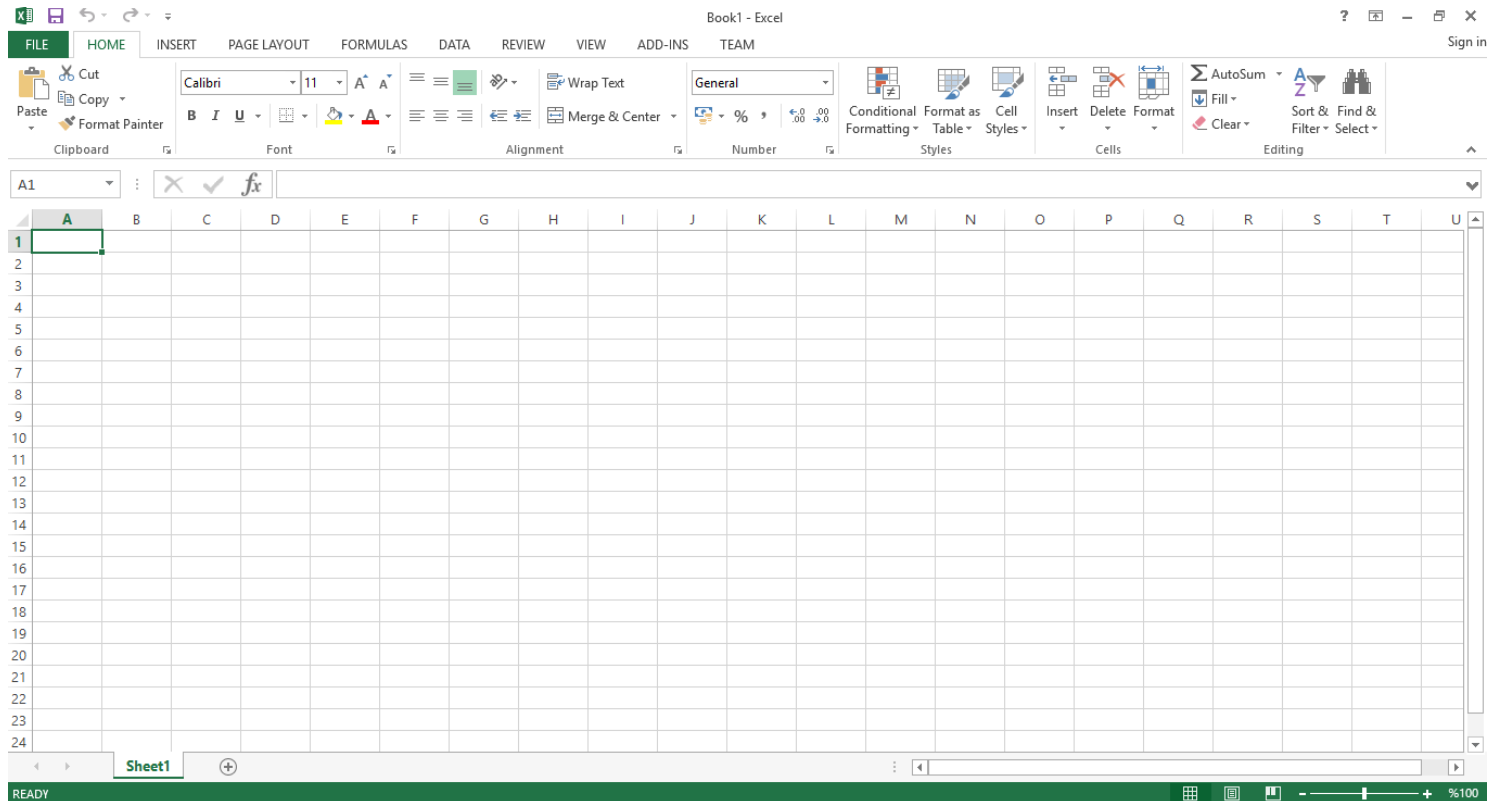 Book1 - Excel
FILE HOME INSERT PAGE LAYOUT FORMULAS DATA REVIEW VIEW ADD-INS TEAM Sign in
Paste
Cut
Copy
Format Painter
Clipboard
Calibri 11
B I U
Font
Wrap Text
Merge & Center
Alignment
General
% ,
Number
Conditional Formatting
Format as Table
Cell Styles
Styles
Insert Delete Format
Cells
AutoSum
Fill
Clear
Sort & Filter
Find & Select
Editing
A1 fx
A B C D E F G H I J K L M N O P Q R S T U
1
2
3
4
5
6
7
8
9
10
11
12
13
14
15
16
17
18
19
20
21
22
23
24
Sheet1
READY %100